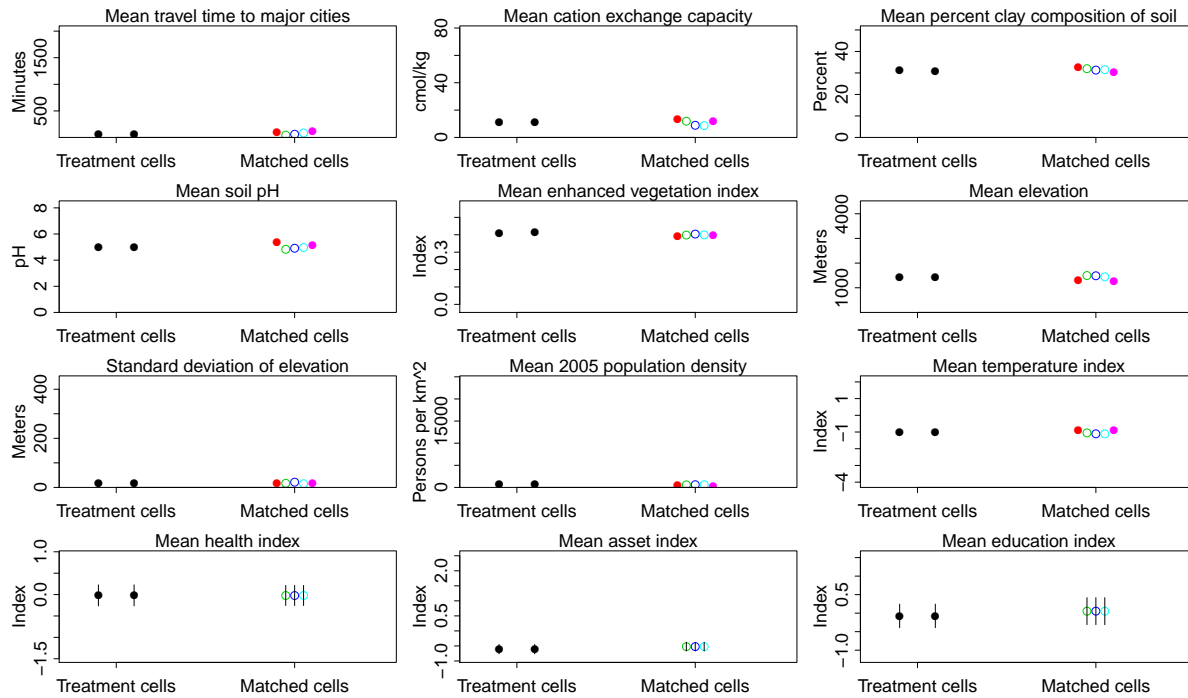 Mean travel time to major cities
Minutes
500
1500
Treatment cells
Matched cells
Mean cation exchange capacity
cmol/kg
0
40
80
Treatment cells
Matched cells
Mean percent clay composition of soil
Percent
0
20
40
Treatment cells
Matched cells
Mean soil pH
pH
0
2
4
6
8
Treatment cells
Matched cells
Mean enhanced vegetation index
Index
0.0
0.3
Treatment cells
Matched cells
Mean elevation
Meters
1000
4000
Treatment cells
Matched cells
Standard deviation of elevation
Meters
0
200
400
Treatment cells
Matched cells
Mean 2005 population density
Persons per km^2
0
15000
Treatment cells
Matched cells
Mean temperature index
Index
−4
−1
1
Treatment cells
Matched cells
Mean health index
Index
−1.5
0.0
1.0
Treatment cells
Matched cells
Mean asset index
Index
−1.0
0.5
2.0
Treatment cells
Matched cells
Mean education index
Index
−1.0
0.5
Treatment cells
Matched cells